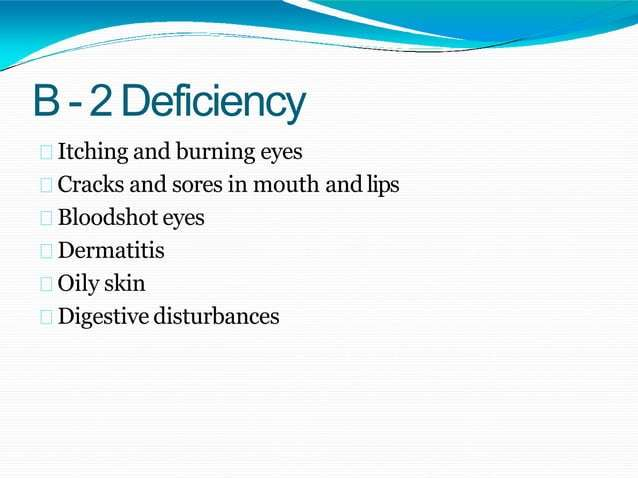 B - 2 Deficiency
Itching and burning eyes
Cracks and sores in mouth and lips
Bloodshot eyes
Dermatitis
Oily skin
Digestive disturbances